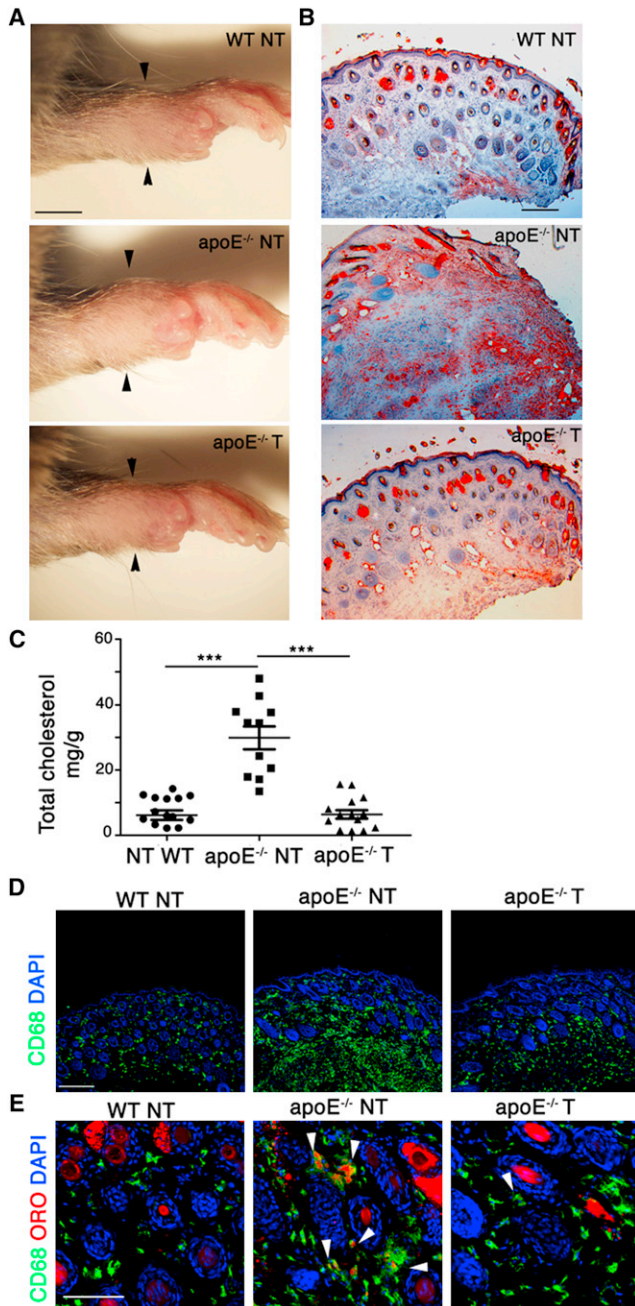 A
B
WT NT
WT NT
apoE-/- NT
apoE-/- NT
apoE-/- T
apoE-/- T
C
60
40
20
0
Total cholesterol
mg/g
***
***
NT WT apoE-/- NT apoE-/- T
D
WT NT apoE-/- NT apoE-/- T
CD68 DAPI
E
WT NT apoE-/- NT apoE-/- T
CD68 ORO DAPI